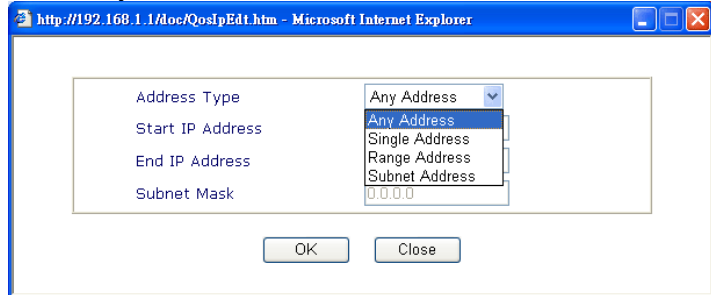 http://192.168.1.1/doc/QosIpEdt.htm - Microsoft Internet Explorer
Address Type Any Address
Any Address
Start IP Address
Single Address
End IP Address Range Address
Subnet Address
Subnet Mask 0.0.0.0
OK Close